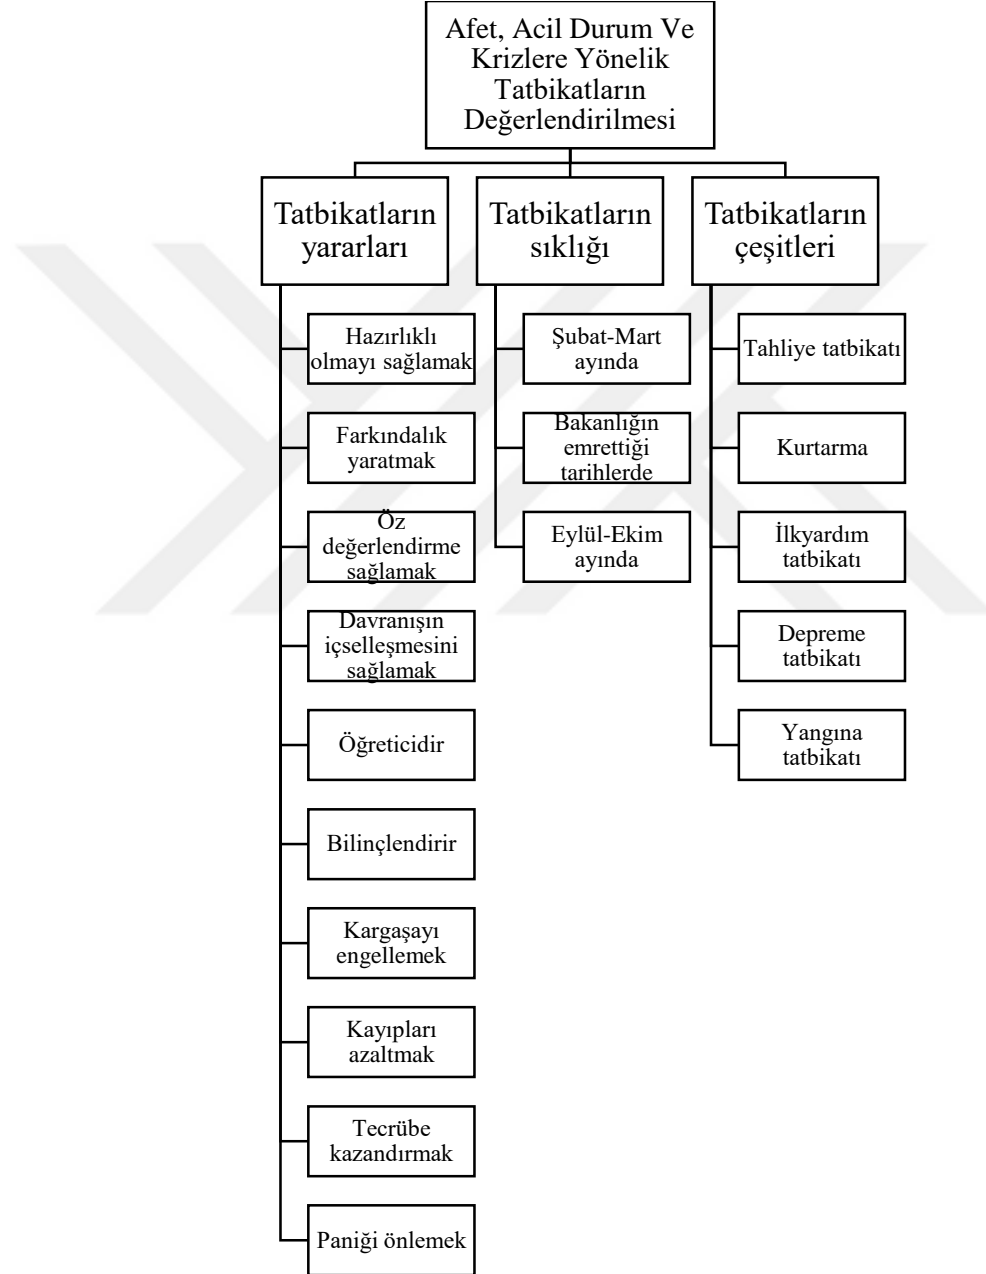 Afet, Acil Durum Ve
Krizlere Yönelik
Tatbikatların
Değerlendirilmesi
Tatbikatların
yararları
Hazırlıklı
olmayı sağlamak
Farkındalık
yaratmak
Öz
değerlendirme
sağlamak
Davranışın
içselleşmesini
sağlamak
Öğreticidir
Bilinçlendirir
Kargaşayı
engellemek
Kayıpları
azaltmak
Tecrübe
kazandırmak
Paniği önlemek
Tatbikatların
sıklığı
Şubat-Mart
ayında
Bakanlığın
emrettiği
tarihlerde
Eylül-Ekim
ayında
Tatbikatların
çeşitleri
Tahliye tatbikatı
Kurtarma
İlkyardım
tatbikatı
Depreme
tatbikatı
Yangına
tatbikatı